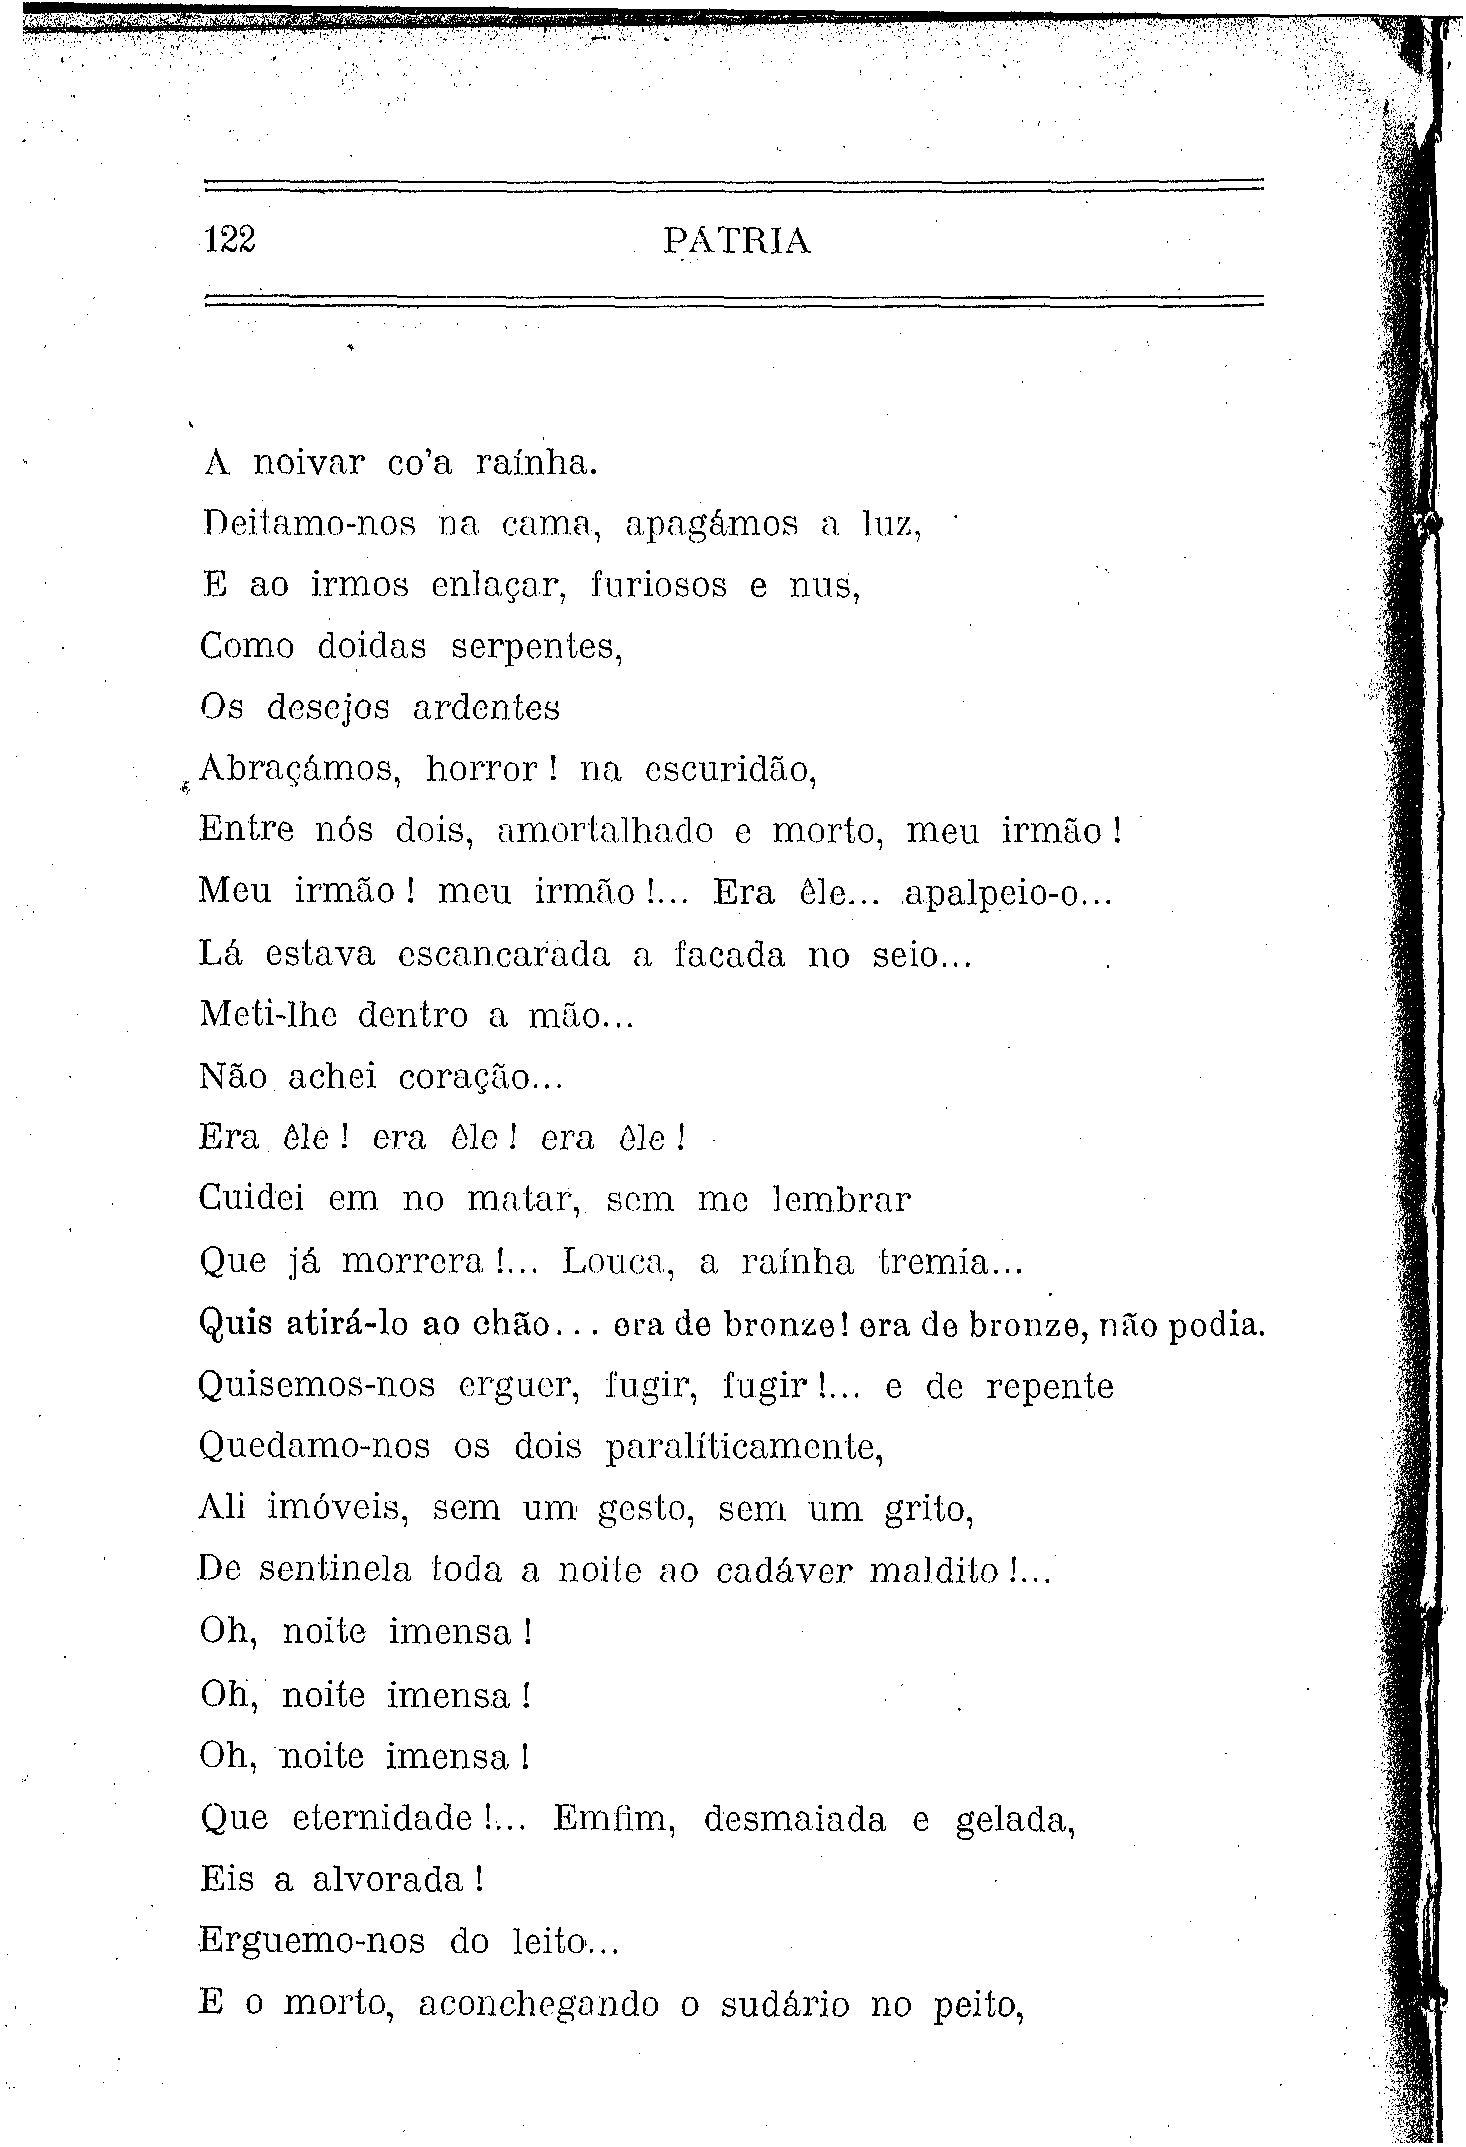 122 PÁTRIA
A noivar co'a raínha.
Deitamo-nos na cama, apagámos a luz,
E ao irmos enlaçar, furiosos e nus,
Como doidas serpentes,
Os desejos ardentes
Abraçámos, horror! na escuridão,
Entre nós dois, amortalhado e morto, meu irmão!
Meu irmão! meu irmão!... Era êle... apalpeio-o...
Lá estava escancarada a facada no seio...
Meti-lhe dentro a mão...
Não achei coração...
Era êle! era êle! era êle!
Cuidei em no matar, sem me lembrar
Que já morrera!... Louca, a raínha tremia...
Quis atirá-lo ao chão... era de bronze! era de bronze, não podia.
Quisemos-nos erguer, fugir, fugir!... e de repente
Quedamo-nos os dois paralíticamente,
Ali imóveis, sem um gesto, sem um grito,
De sentinela toda a noite ao cadáver maldito!...
Oh, noite imensa!
Oh, noite imensa!
Oh, noite imensa!
Que eternidade!... Emfim, desmaiada e gelada,
Eis a alvorada!
Erguemo-nos do leito...
E o morto, aconchegando o sudário no peito,